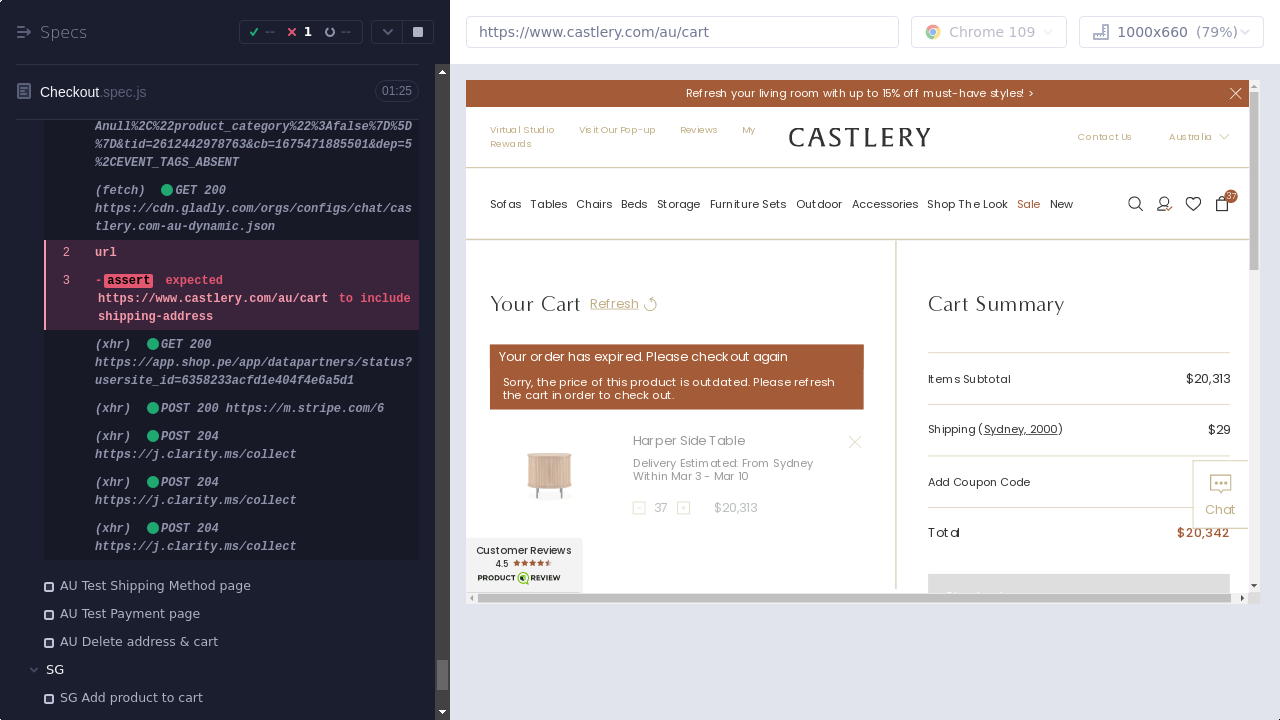 Specs
--
1
--
https://www.castlery.com/au/cart
Chrome 109
1000x660 (79%)
Checkout.spec.js
01:25
Anull%2C%22product_category%22%3Afalse%7D%5D
%7D&tid=2612442978763&cb=1675471885501&dep=5
%2CEVENT_TAGS_ABSENT
(fetch) GET 200
https://cdn.gladly.com/orgs/configs/chat/cas
tlery.com-au-dynamic.json
2 url
3 -assert expected
https://www.castlery.com/au/cart to include
shipping-address
(xhr) GET 200
https://app.shop.pe/app/datapartners/status?
usersite_id=6358233acfd1e404f4e6a5d1
(xhr) POST 200 https://m.stripe.com/6
(xhr) POST 204
https://j.clarity.ms/collect
(xhr) POST 204
https://j.clarity.ms/collect
(xhr) POST 204
https://j.clarity.ms/collect
AU Test Shipping Method page
AU Test Payment page
AU Delete address & cart
SG
SG Add product to cart
Refresh your living room with up to 15% off must-have styles! >
Virtual Studio
Visit Our Pop-up
Reviews
My
Rewards
CASTLERY
Contact Us
Australia
Sofas Tables Chairs Beds Storage Furniture Sets Outdoor Accessories Shop The Look Sale New
37
Your Cart Refresh
Your order has expired. Please check out again
Sorry, the price of this product is outdated. Please refresh
the cart in order to check out.
Harper Side Table
Delivery Estimated: From Sydney
Within Mar 3 - Mar 10
- 37 + $20,313
Customer Reviews
4.5
PRODUCT REVIEW
Cart Summary
Items Subtotal $20,313
Shipping (Sydney, 2000) $29
Add Coupon Code
Total $20,342
Chat